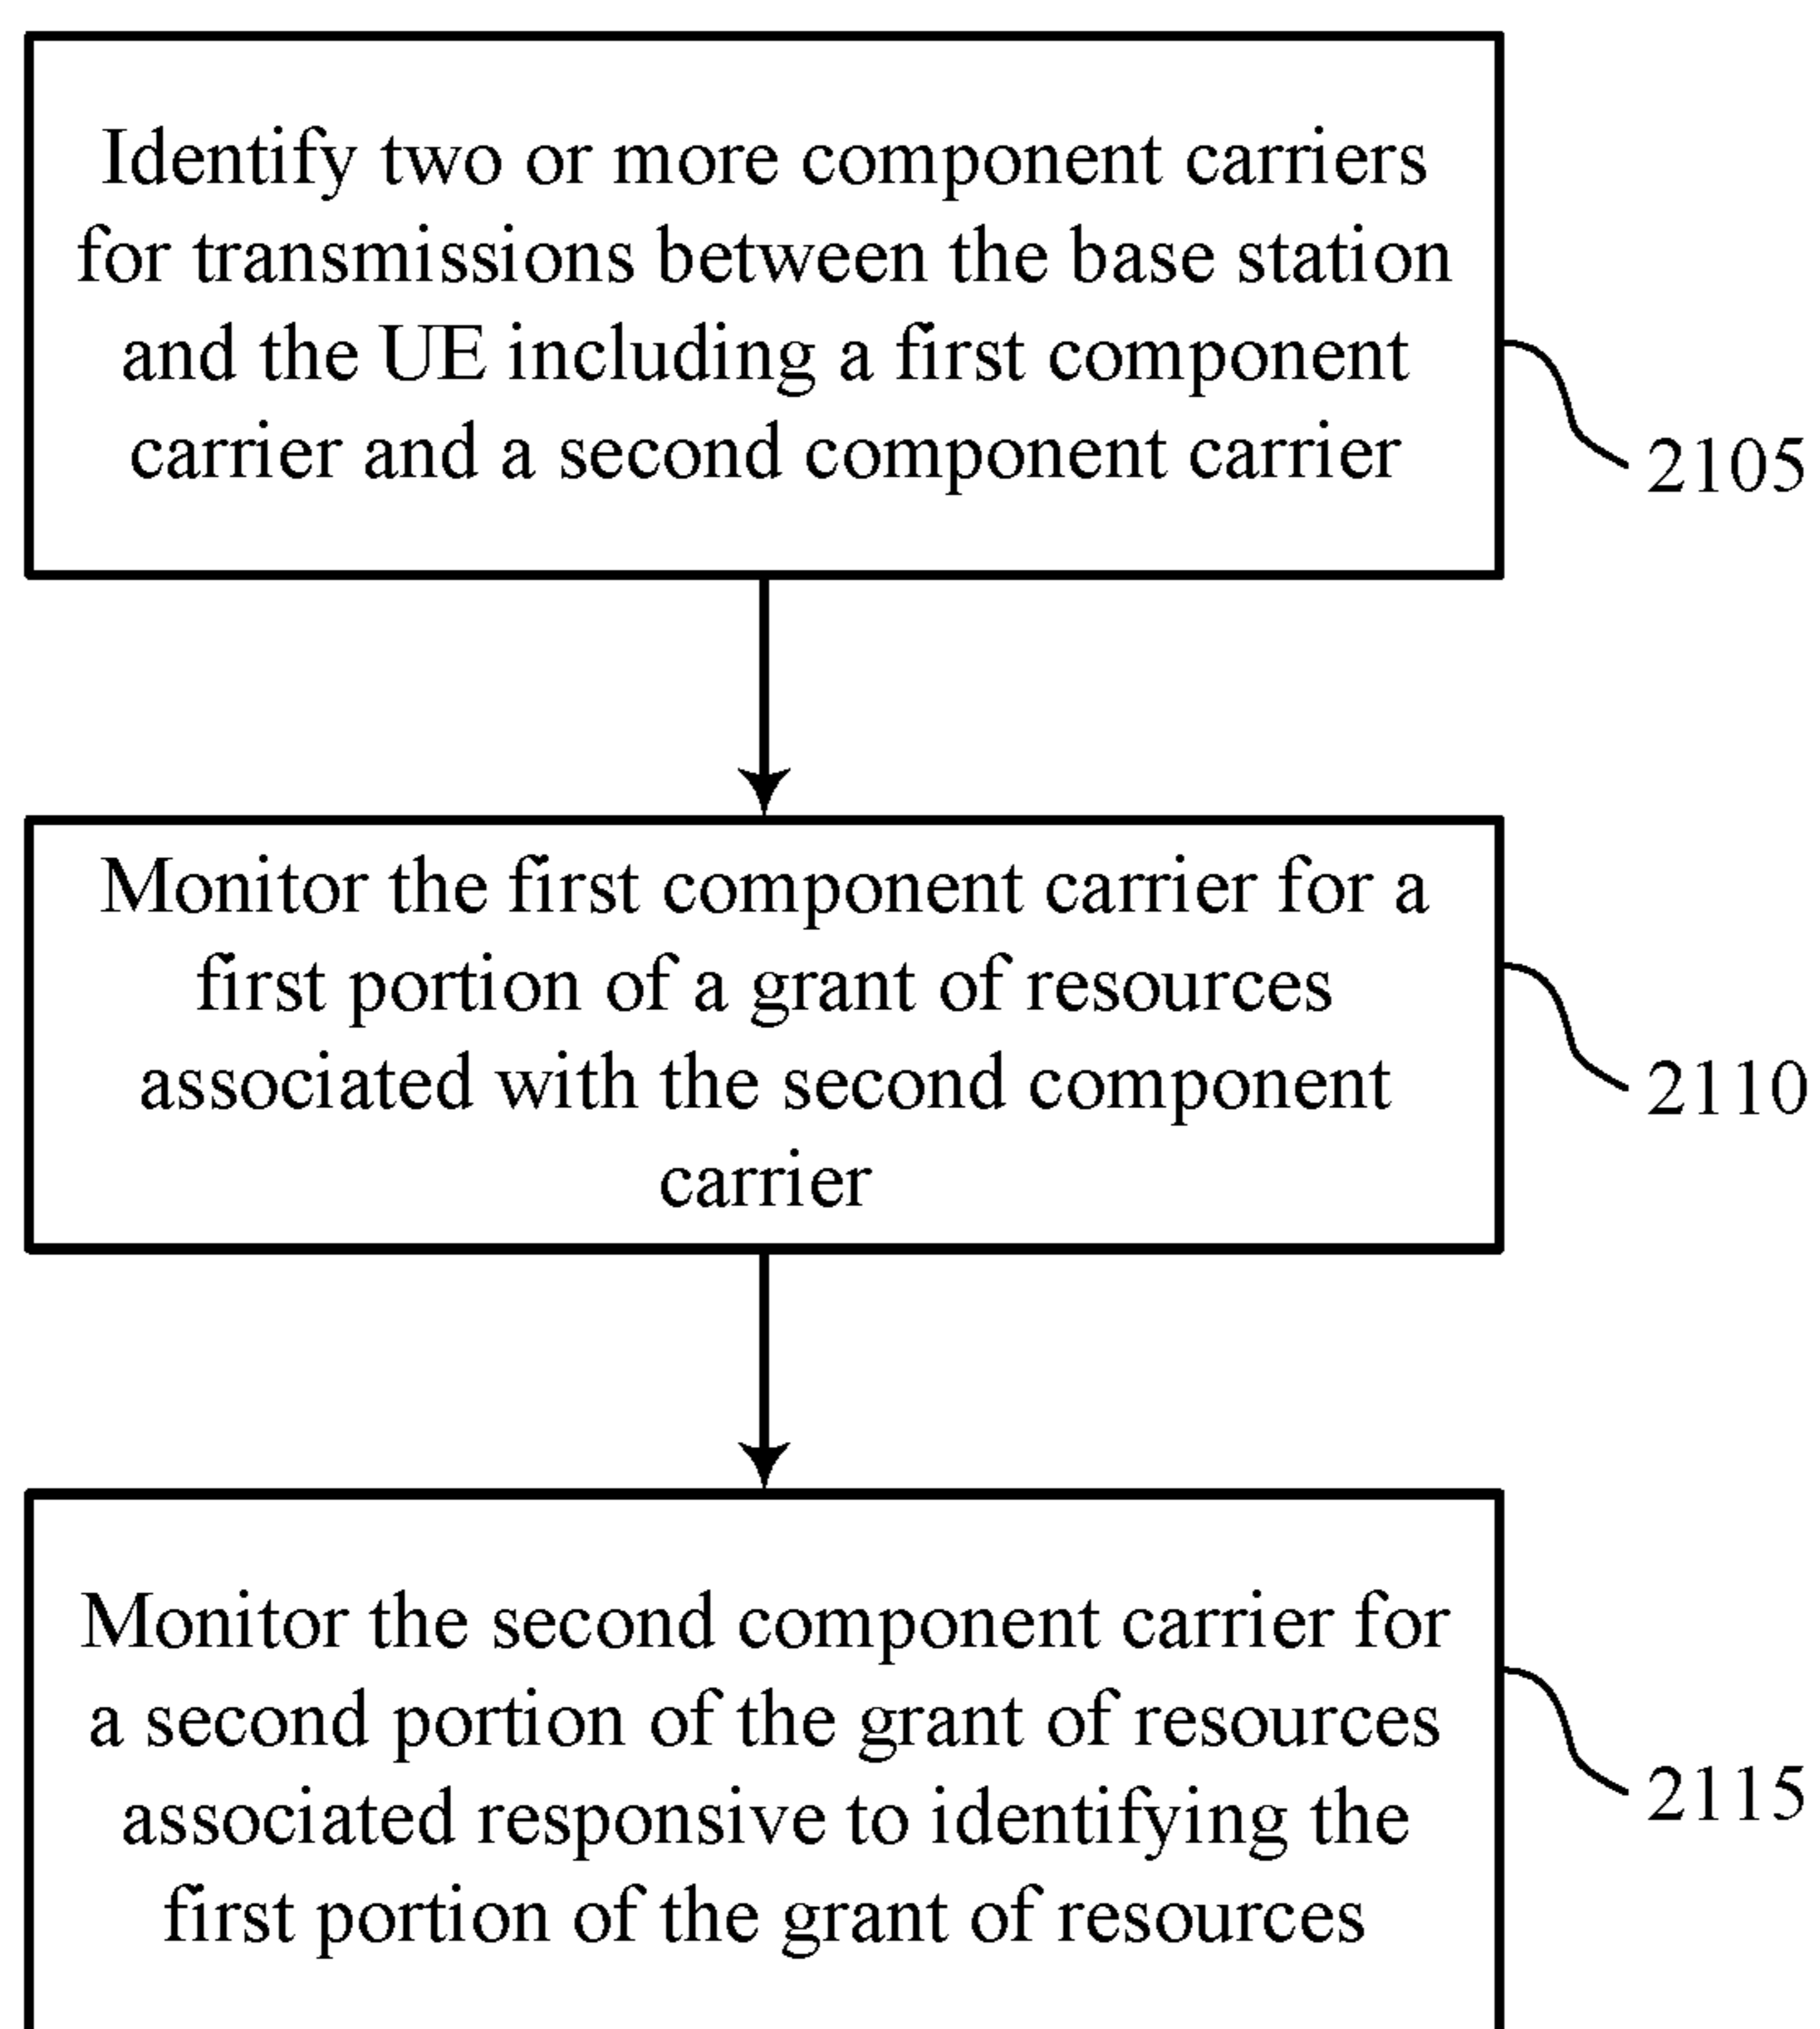 Identify two or more component carriers
for transmissions between the base station
and the UE including a first component
carrier and a second component carrier
2105
Monitor the first component carrier for a
first portion of a grant of resources
associated with the second component
carrier
2110
Monitor the second component carrier for
a second portion of the grant of resources
associated responsive to identifying the
first portion of the grant of resources
2115